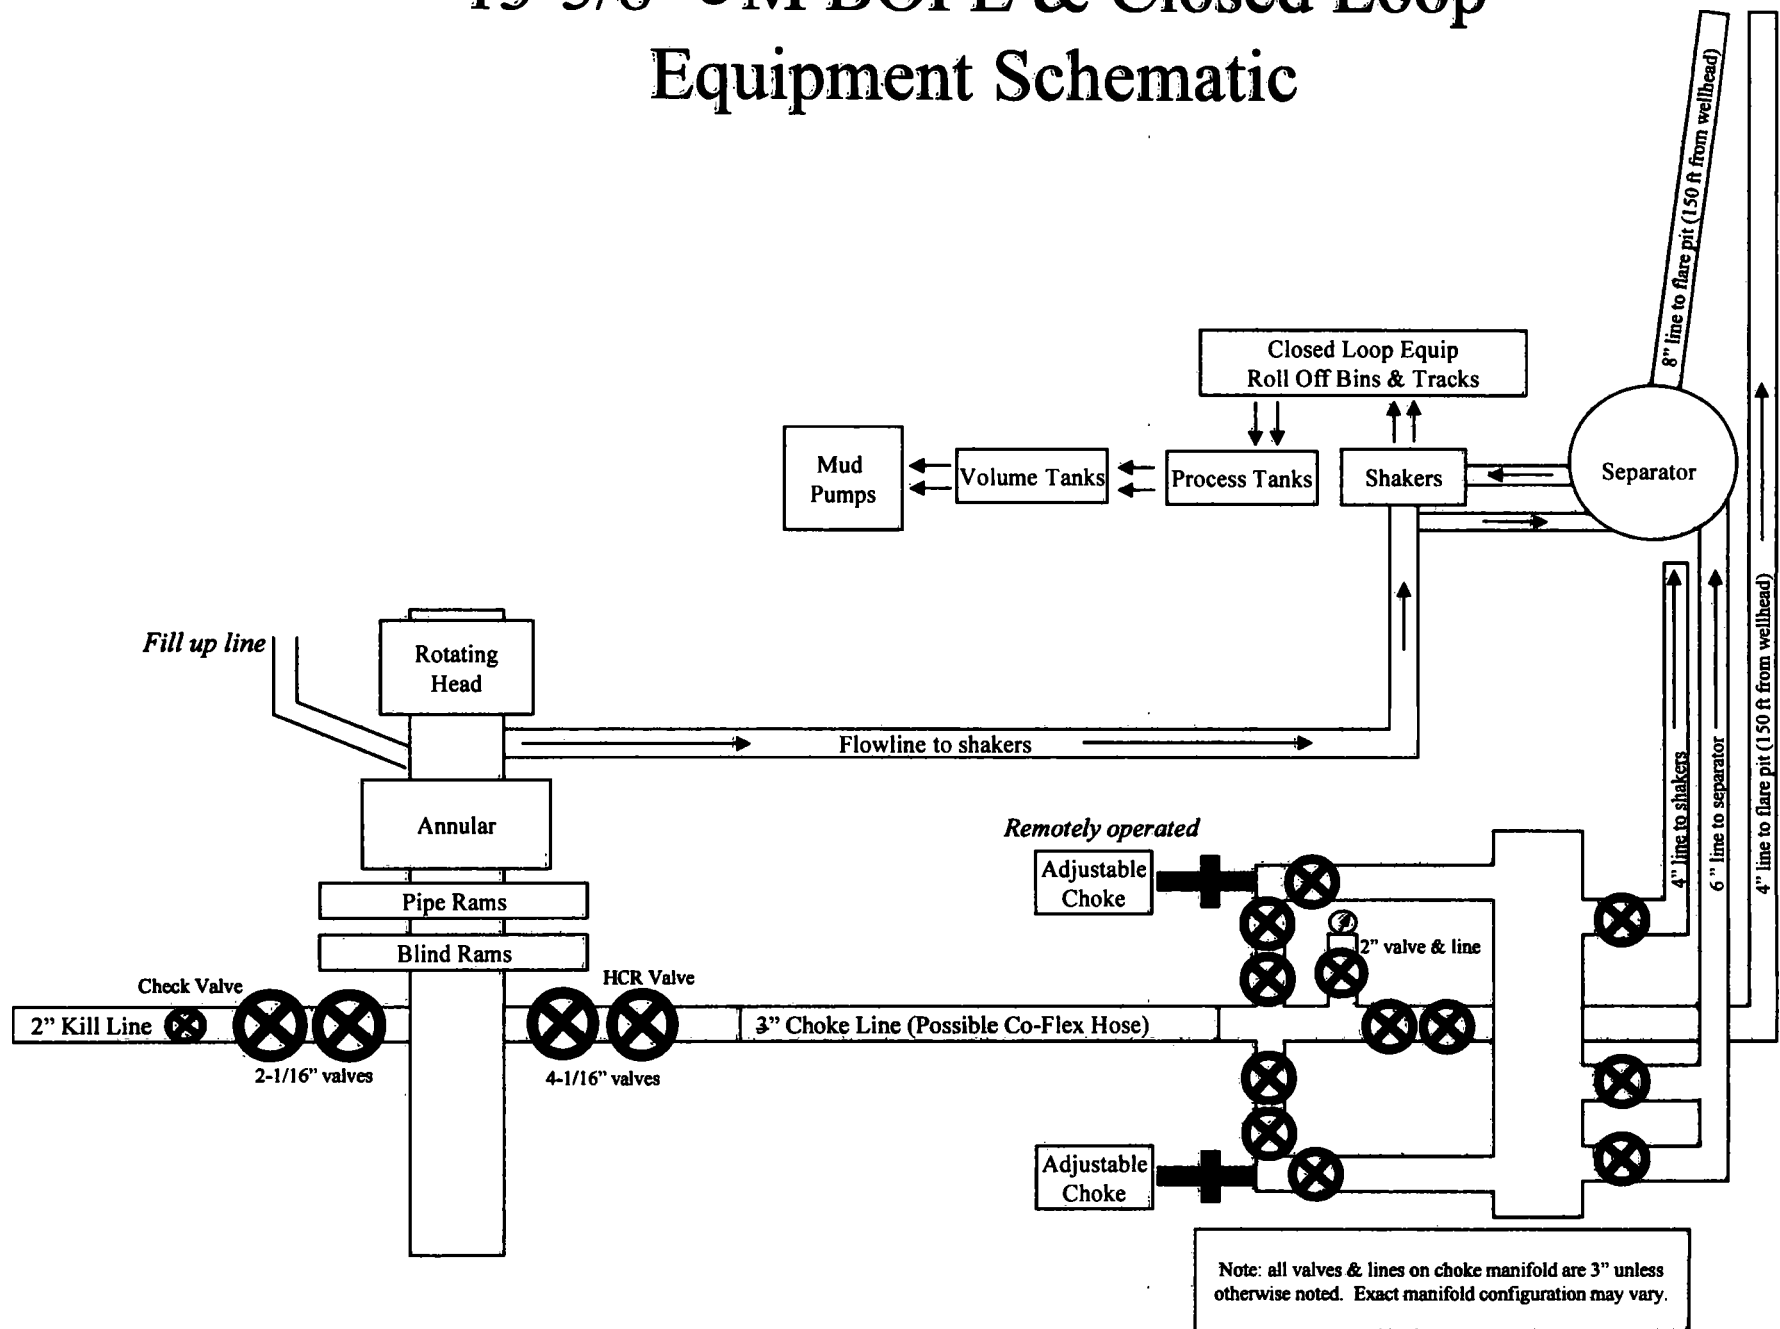 BOPE & Closed Loop
Equipment Schematic
8" line to flare pit (150 ft from wellhead)
Closed Loop Equip
Roll Off Bins & Tracks
Mud
Pumps
Volume Tanks
Process Tanks
Shakers
Separator
Fill up line
Rotating
Head
Flowline to shakers
Annular
Pipe Rams
Blind Rams
Remotely operated
Adjustable
Choke
2" valve & line
4" line to shakers
6 " line to separator
4" line to flare pit (150 ft from wellhead)
Check Valve
HCR Valve
2" Kill Line
3" Choke Line (Possible Co-Flex Hose)
2-1/16" valves
4-1/16" valves
Adjustable
Choke
Note: all valves & lines on choke manifold are 3" unless
otherwise noted. Exact manifold configuration may vary.